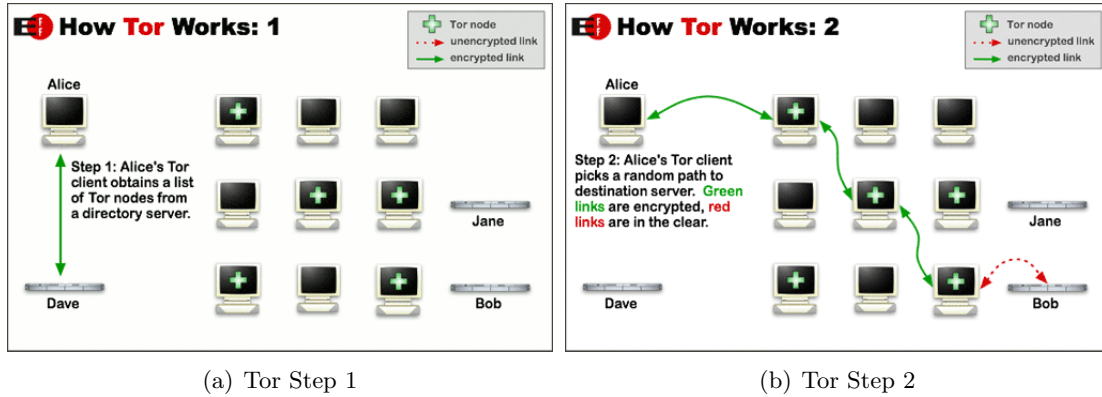 EFF How Tor Works: 1
Tor node
unencrypted link
encrypted link
Alice
Step 1: Alice's Tor
client obtains a list
of Tor nodes from
a directory server.
Jane
Dave
Bob
EFF How Tor Works: 2
Tor node
unencrypted link
encrypted link
Alice
Step 2: Alice's Tor client
picks a random path to
destination server. Green
links are encrypted, red
links are in the clear.
Jane
Dave
Bob
(a) Tor Step 1
(b) Tor Step 2